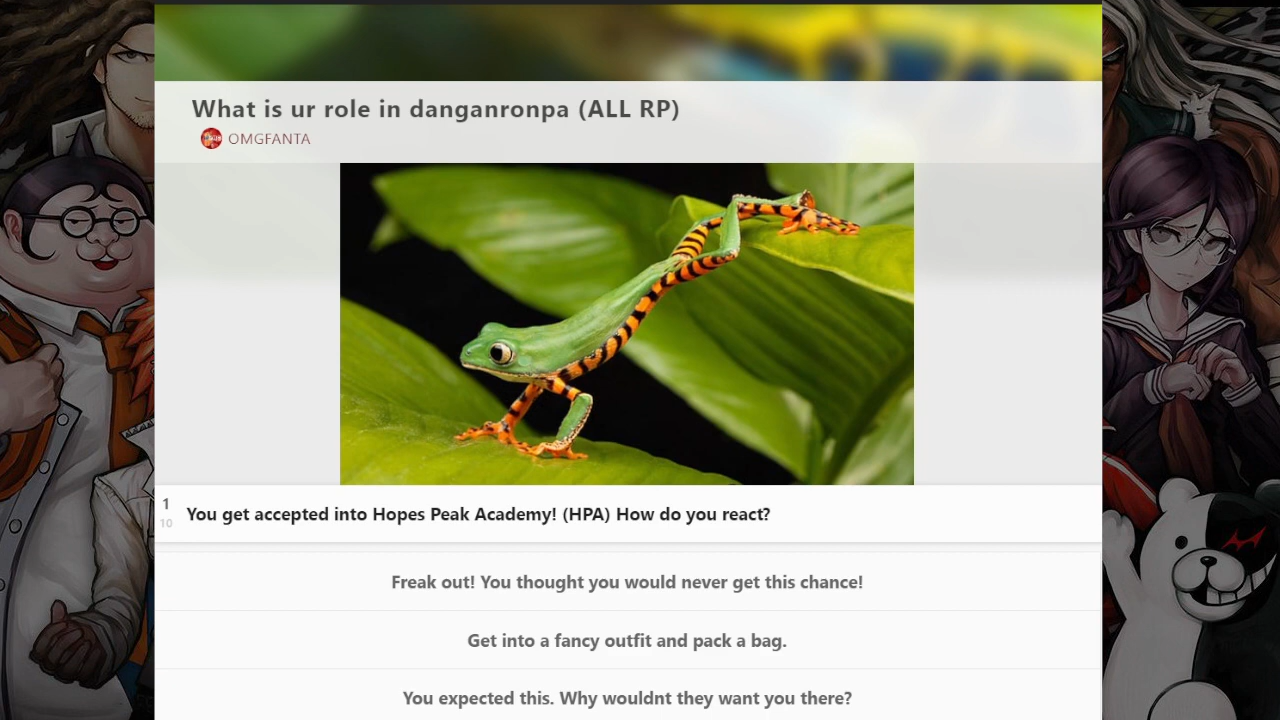 What is ur role in danganronpa (ALL RP)
OMGFANTA
1
10
You get accepted into Hopes Peak Academy! (HPA) How do you react?
Freak out! You thought you would never get this chance!
Get into a fancy outfit and pack a bag.
You expected this. Why wouldnt they want you there?